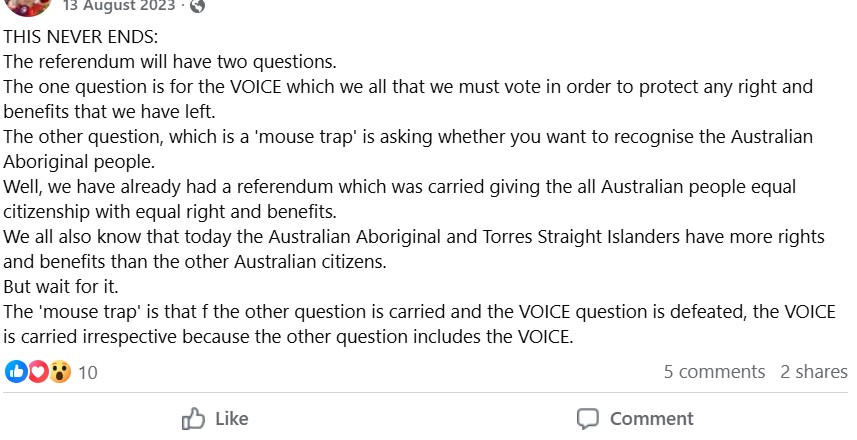 13 August 2023 ·
THIS NEVER ENDS:
The referendum will have two questions.
The one question is for the VOICE which we all that we must vote in order to protect any right and
benefits that we have left.
The other question, which is a 'mouse trap' is asking whether you want to recognise the Australian
Aboriginal people.
Well, we have already had a referendum which was carried giving the all Australian people equal
citizenship with equal right and benefits.
We all also know that today the Australian Aboriginal and Torres Straight Islanders have more rights
and benefits than the other Australian citizens.
But wait for it.
The 'mouse trap' is that f the other question is carried and the VOICE question is defeated, the VOICE
is carried irrespective because the other question includes the VOICE.
10 5 comments 2 shares
Like Comment